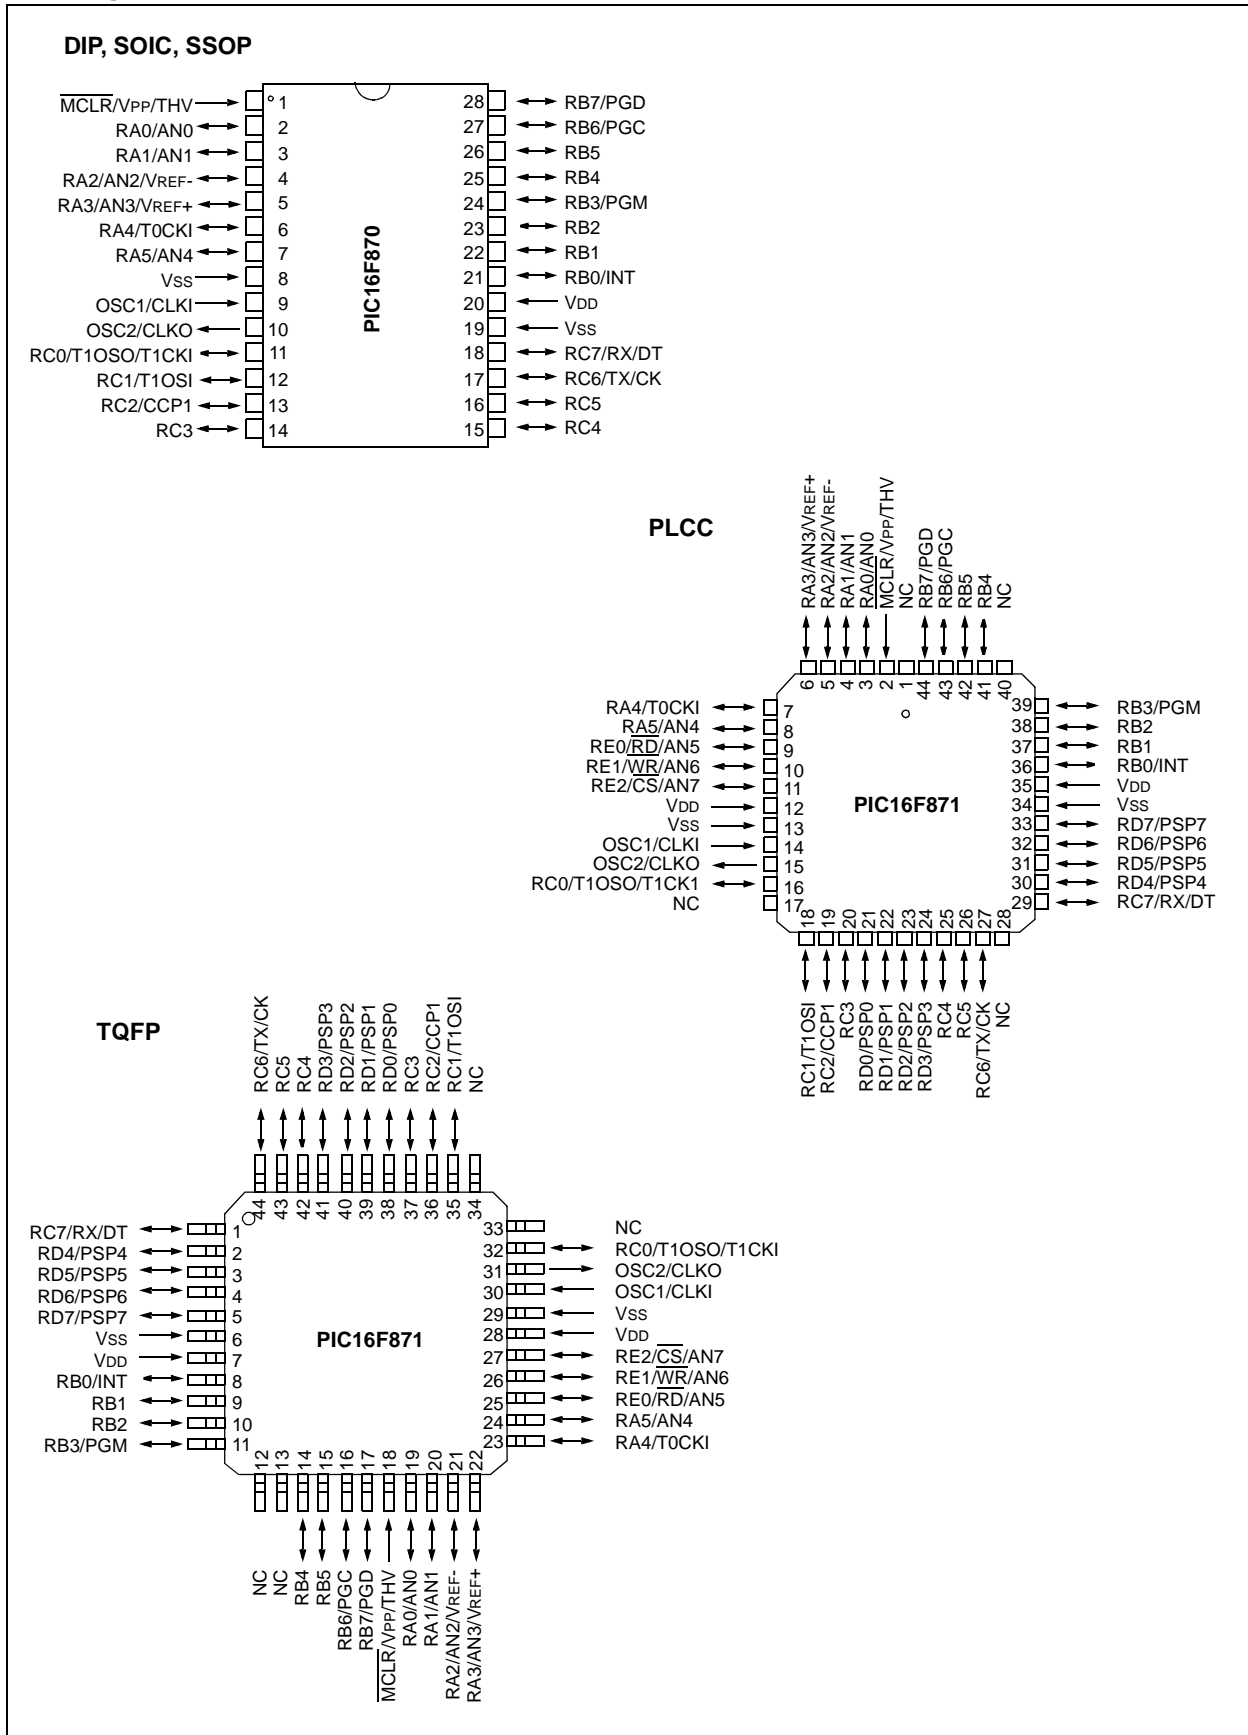 DIP, SOIC, SSOP
MCLR/VPP/THV 1
RA0/AN0 2
RA1/AN1 3
RA2/AN2/VREF- 4
RA3/AN3/VREF+ 5
RA4/T0CKI 6
RA5/AN4 7
VSS 8
OSC1/CLKI 9
OSC2/CLKO 10
RC0/T1OSO/T1CKI 11
RC1/T1OSI 12
RC2/CCP1 13
RC3 14
PIC16F870
28 RB7/PGD
27 RB6/PGC
26 RB5
25 RB4
24 RB3/PGM
23 RB2
22 RB1
21 RB0/INT
20 VDD
19 VSS
18 RC7/RX/DT
17 RC6/TX/CK
16 RC5
15 RC4
PLCC
RA3/AN3/VREF+ 6
RA2/AN2/VREF- 5
RA1/AN1 4
RA0/AN0 3
MCLR/VPP/THV 2
NC 1
RB7/PGD 44
RB6/PGC 43
RB5 42
RB4 41
NC 40
RA4/T0CKI 7
RA5/AN4 8
RE0/RD/AN5 9
RE1/WR/AN6 10
RE2/CS/AN7 11
VDD 12
VSS 13
OSC1/CLKI 14
OSC2/CLKO 15
RC0/T1OSO/T1CK1 16
NC 17
PIC16F871
39 RB3/PGM
38 RB2
37 RB1
36 RB0/INT
35 VDD
34 VSS
33 RD7/PSP7
32 RD6/PSP6
31 RD5/PSP5
30 RD4/PSP4
29 RC7/RX/DT
18 RC1/T1OSI
19 RC2/CCP1
20 RC3
21 RD0/PSP0
22 RD1/PSP1
23 RD2/PSP2
24 RD3/PSP3
25 RC4
26 RC5
27 RC6/TX/CK
28 NC
TQFP
RC6/TX/CK 44
RC5 43
RC4 42
RD3/PSP3 41
RD2/PSP2 40
RD1/PSP1 39
RD0/PSP0 38
RC3 37
RC2/CCP1 36
RC1/T1OSI 35
NC 34
RC7/RX/DT 1
RD4/PSP4 2
RD5/PSP5 3
RD6/PSP6 4
RD7/PSP7 5
VSS 6
VDD 7
RB0/INT 8
RB1 9
RB2 10
RB3/PGM 11
PIC16F871
33 NC
32 RC0/T1OSO/T1CKI
31 OSC2/CLKO
30 OSC1/CLKI
29 VSS
28 VDD
27 RE2/CS/AN7
26 RE1/WR/AN6
25 RE0/RD/AN5
24 RA5/AN4
23 RA4/T0CKI
12 NC
13 NC
14 RB4
15 RB5
16 RB6/PGC
17 RB7/PGD
18 MCLR/VPP/THV
19 RA0/AN0
20 RA1/AN1
21 RA2/AN2/VREF-
22 RA3/AN3/VREF+